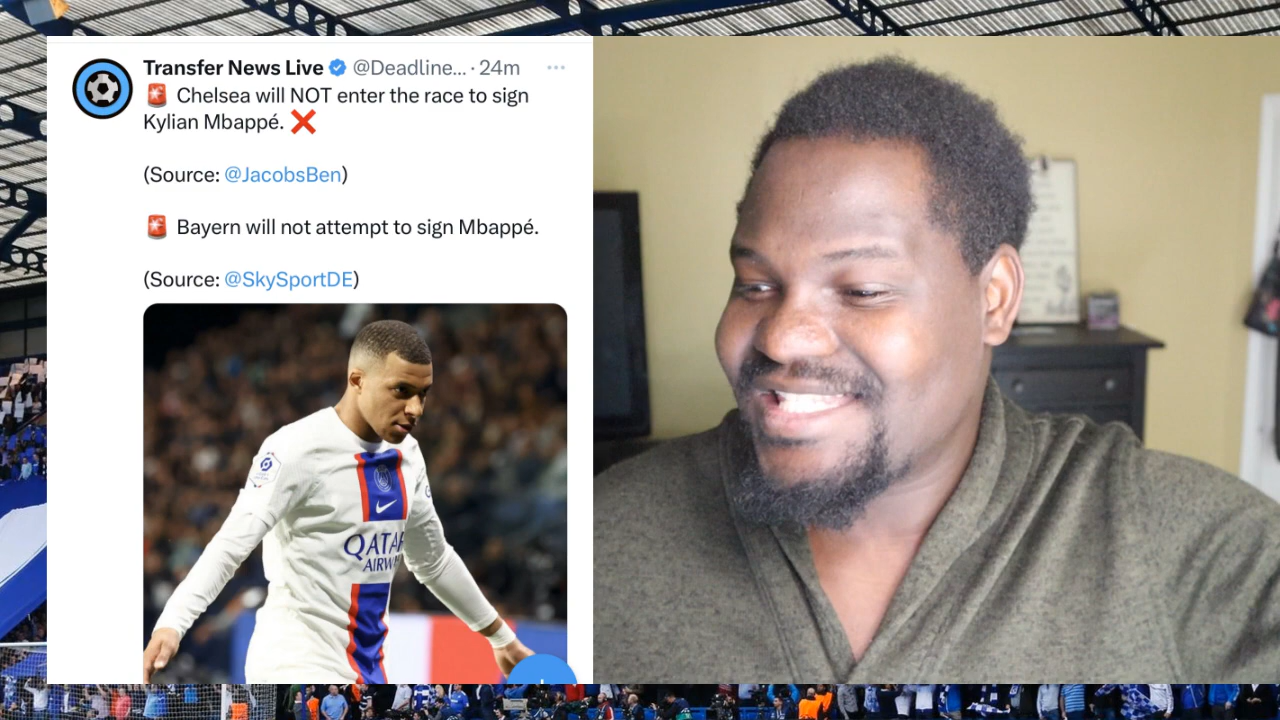 Transfer News Live @Deadline... · 24m ...
🚨 Chelsea will NOT enter the race to sign
Kylian Mbappé. ❌
(Source: @JacobsBen)
🚨 Bayern will not attempt to sign Mbappé.
(Source: @SkySportDE)
QATAR
AIRW